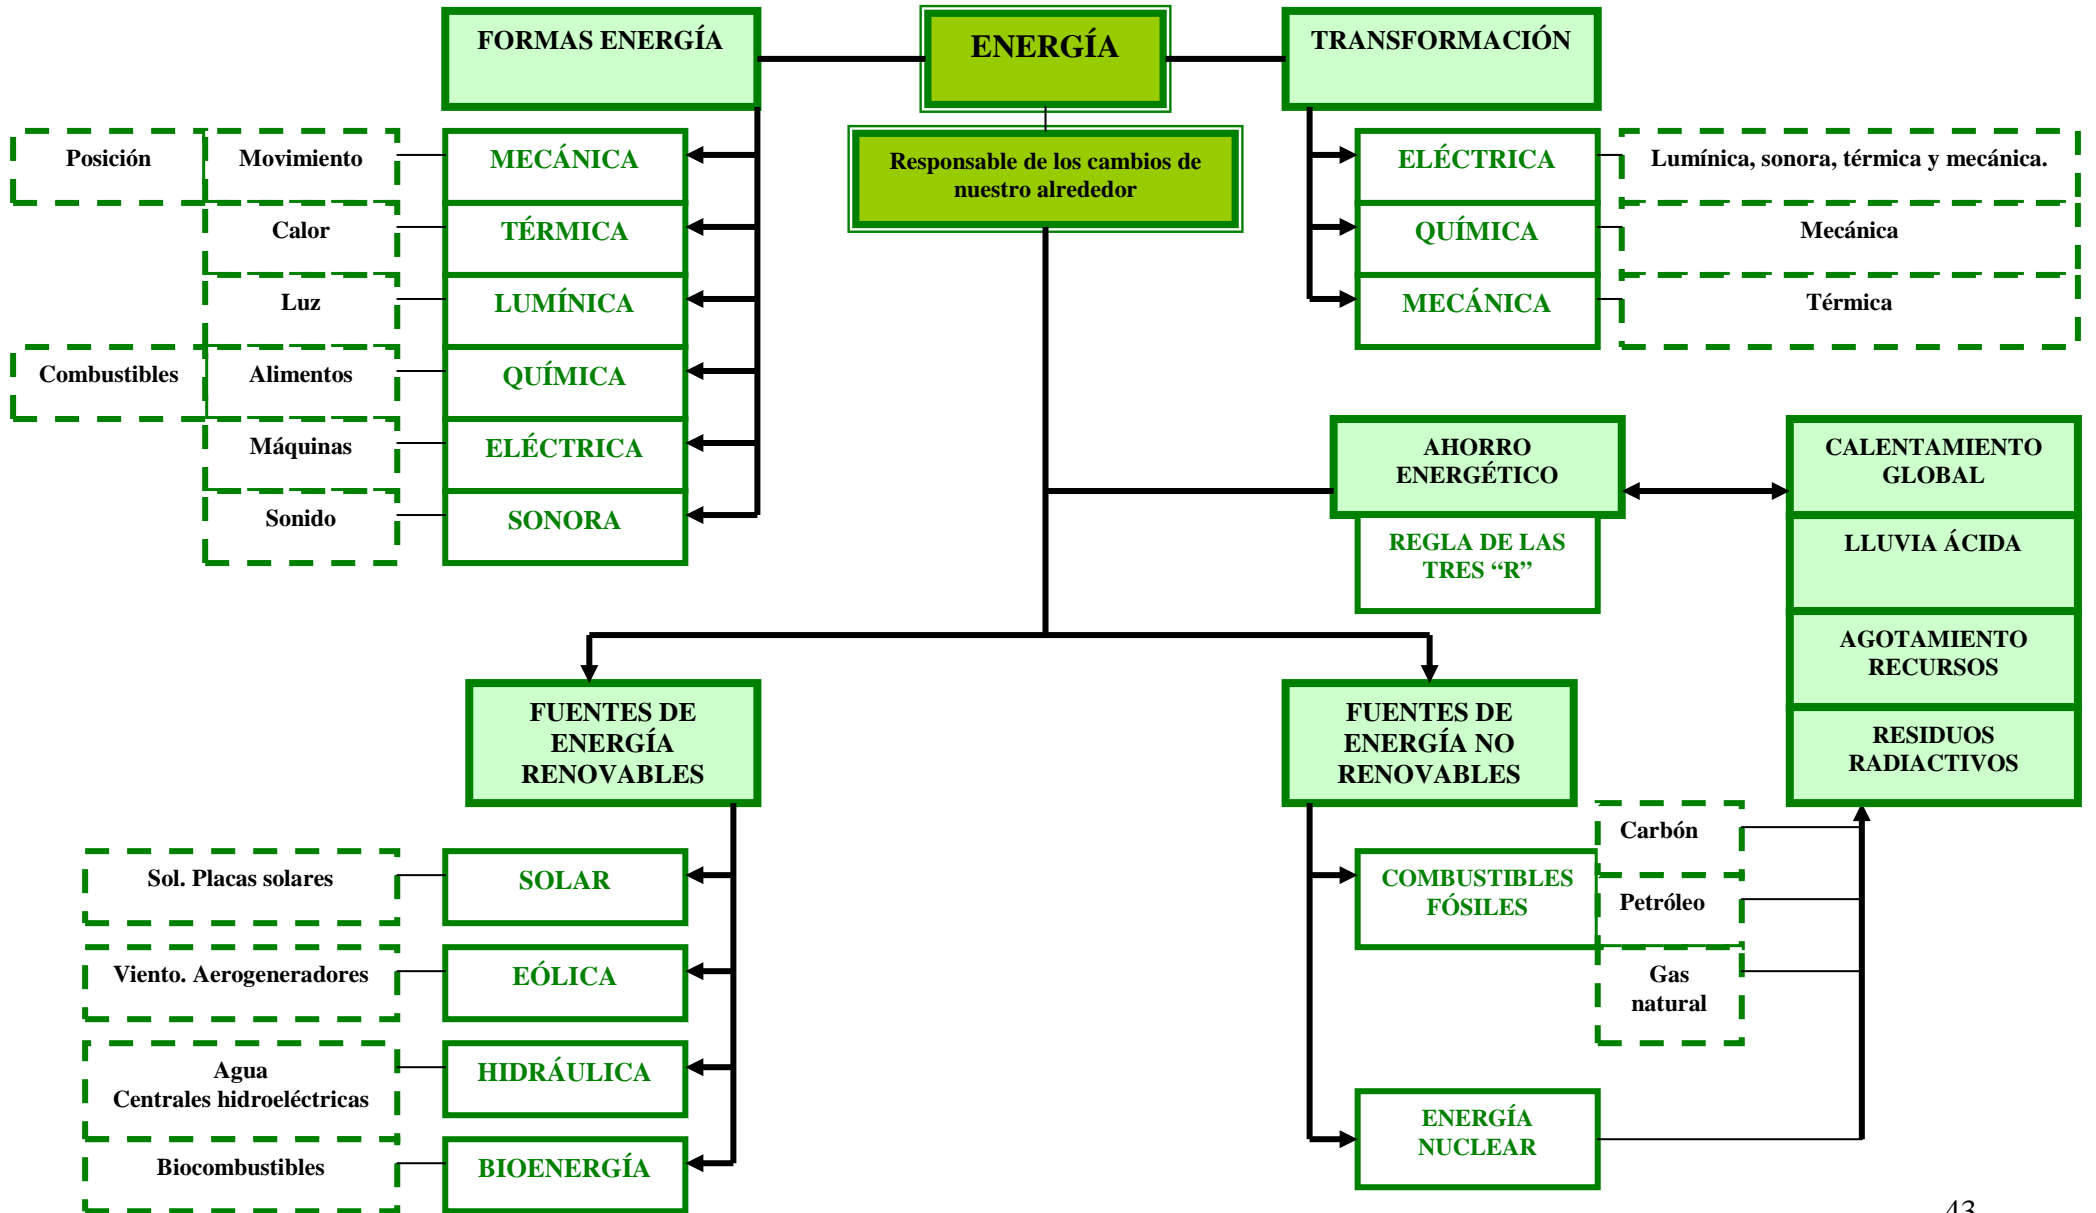 FORMAS ENERGÍA
ENERGÍA
TRANSFORMACIÓN
Responsable de los cambios de
nuestro alrededor
Posición
Movimiento
MECÁNICA
Calor
TÉRMICA
Luz
LUMÍNICA
Combustibles
Alimentos
QUÍMICA
Máquinas
ELÉCTRICA
Sonido
SONORA
ELÉCTRICA
Lumínica, sonora, térmica y mecánica.
QUÍMICA
Mecánica
MECÁNICA
Térmica
AHORRO
ENERGÉTICO
REGLA DE LAS
TRES “R”
CALENTAMIENTO
GLOBAL
LLUVIA ÁCIDA
AGOTAMIENTO
RECURSOS
RESIDUOS
RADIACTIVOS
FUENTES DE
ENERGÍA
RENOVABLES
Sol. Placas solares
SOLAR
Viento. Aerogeneradores
EÓLICA
Agua
Centrales hidroeléctricas
HIDRÁULICA
Biocombustibles
BIOENERGÍA
FUENTES DE
ENERGÍA NO
RENOVABLES
COMBUSTIBLES
FÓSILES
Carbón
Petróleo
Gas
natural
ENERGÍA
NUCLEAR
43